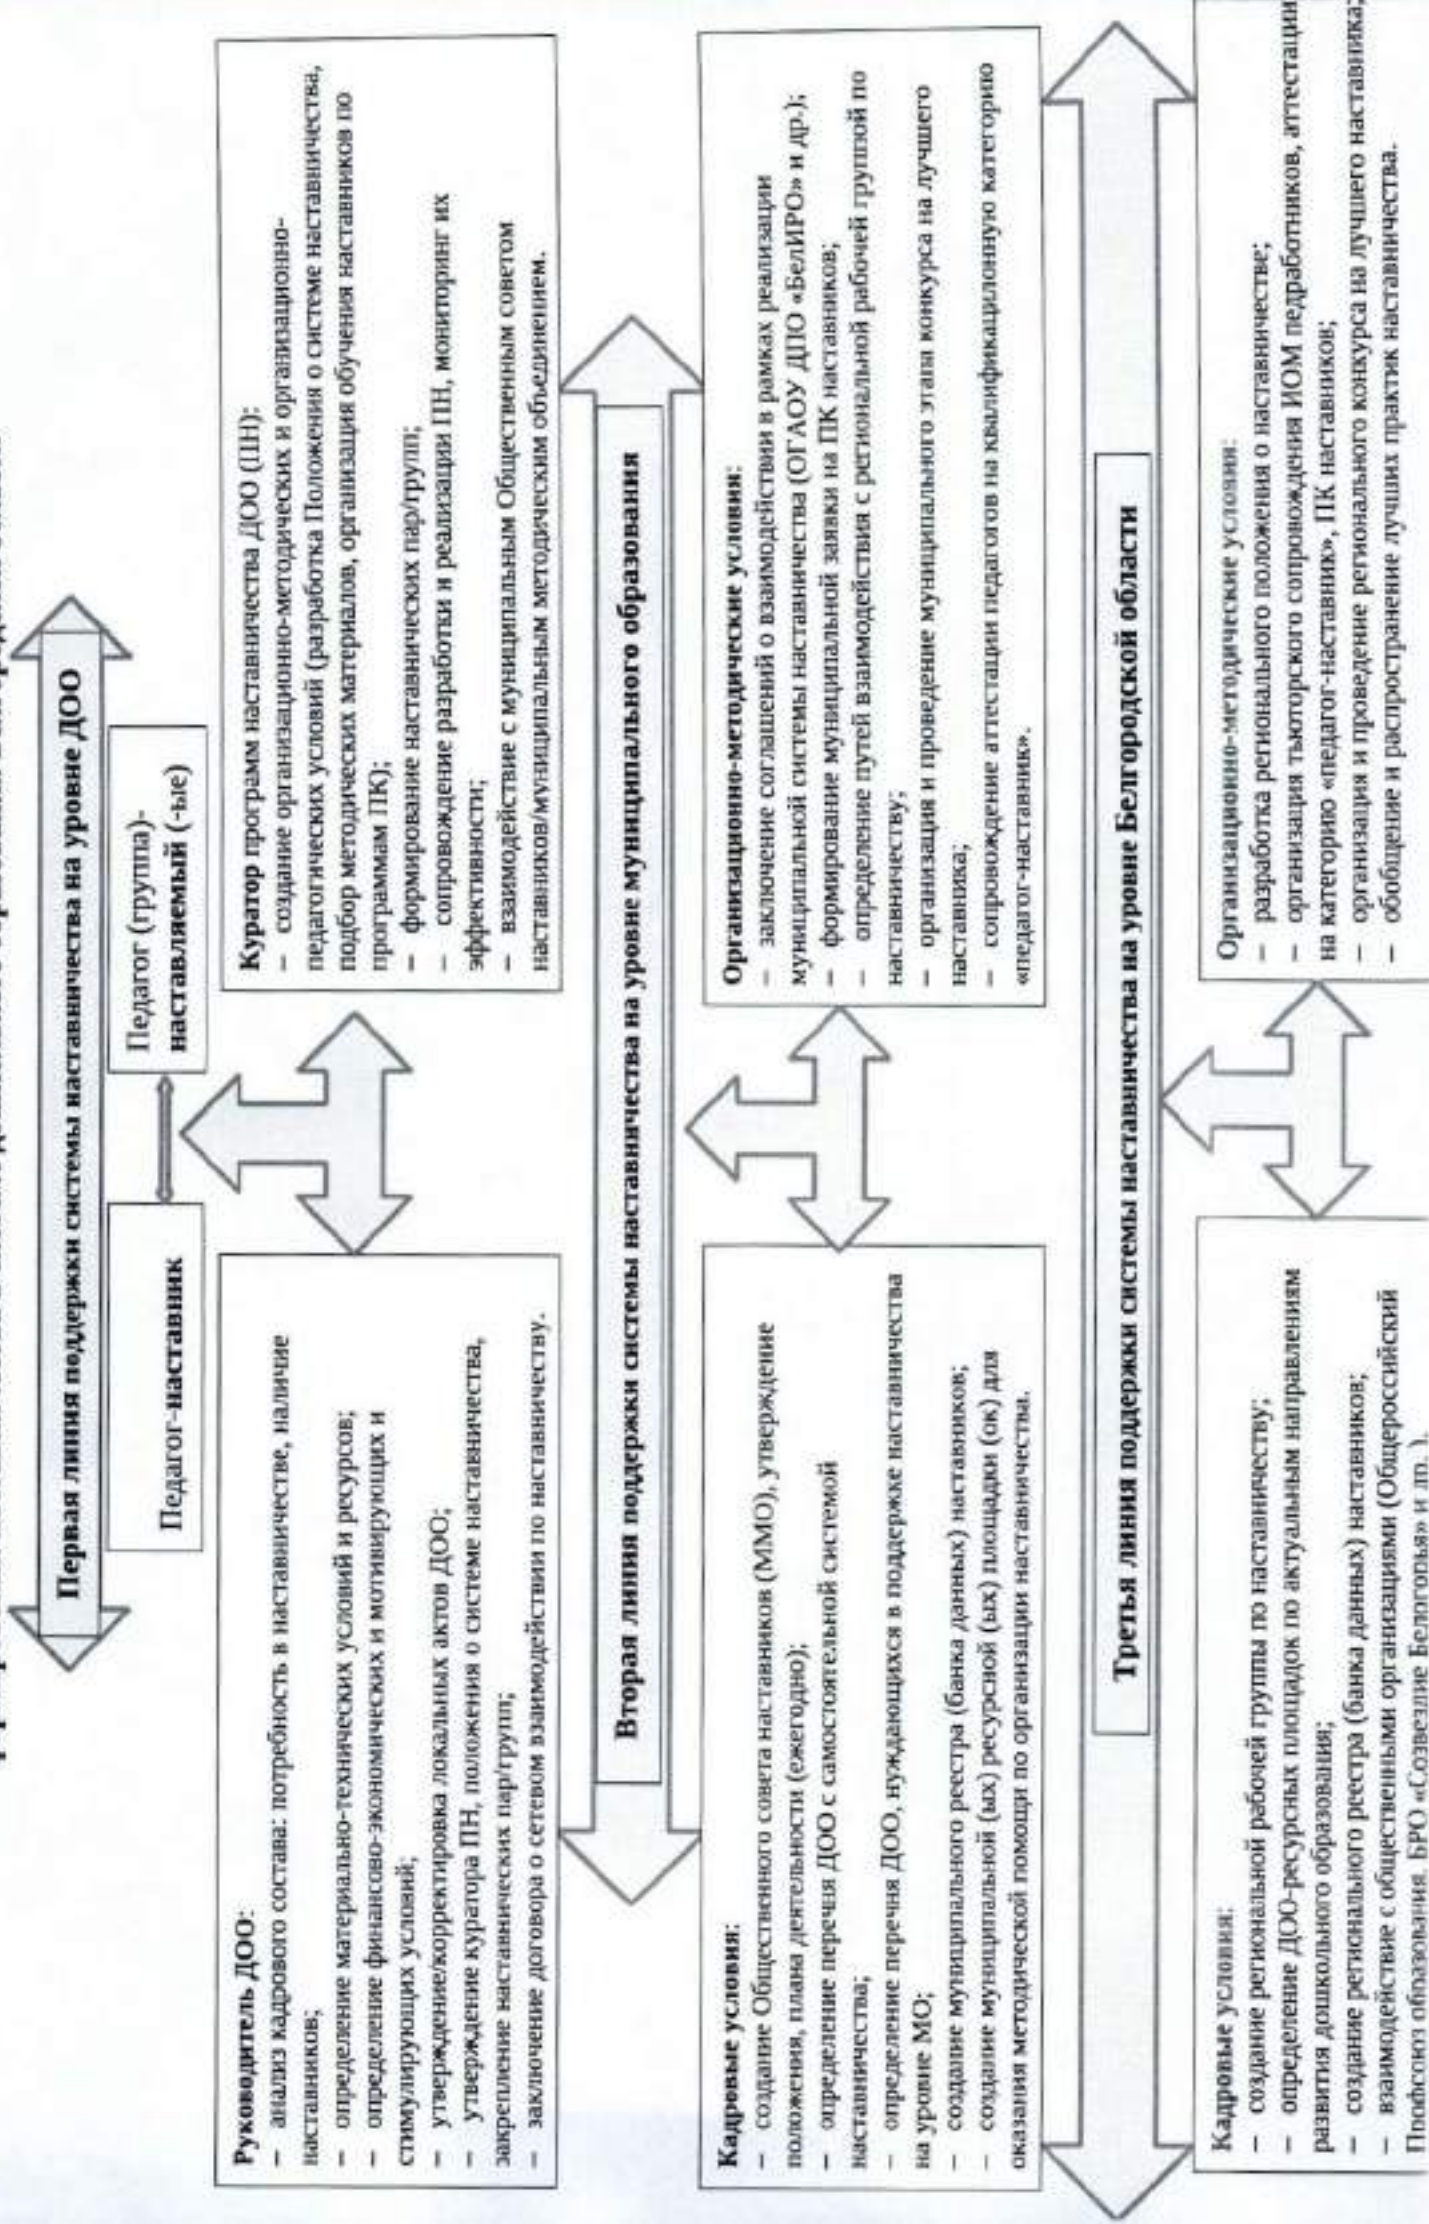 Первая линия поддержки системы наставничества на уровне ДОО
Педагог-наставник
Педагог (группа)-
наставляемый (-ые)
Руководитель ДОО:
– анализ кадрового состава: потребность в наставничестве, наличие
наставников;
– определение материально-технических условий и ресурсов;
– определение финансово-экономических и мотивирующих и
стимулирующих условий;
– утверждение/корректировка локальных актов ДОО;
– утверждение куратора ПН, положения о системе наставничества,
закрепление наставнических пар/групп;
– заключение договора о сетевом взаимодействии по наставничеству.
Куратор программ наставничества ДОО (ПН):
– создание организационно-методических и организационно-
педагогических условий (разработка Положения о системе наставничества,
подбор методических материалов, организация обучения наставников по
программам ПК);
– формирование наставнических пар/групп;
– сопровождение разработки и реализации ПН, мониторинг их
эффективности;
– взаимодействие с муниципальным Общественным советом
наставников/муниципальным методическим объединением.
Вторая линия поддержки системы наставничества на уровне муниципального образования
Кадровые условия:
– создание Общественного совета наставников (ММО), утверждение
положения, плана деятельности (ежегодно);
– определение перечня ДОО с самостоятельной системой
наставничества;
– определение перечня ДОО, нуждающихся в поддержке наставничества
на уровне МО;
– создание муниципального реестра (банка данных) наставников;
– создание муниципальной (ых) ресурсной (ых) площадки (ок) для
оказания методической помощи по организации наставничества.
Организационно-методические условия:
– заключение соглашений о взаимодействии в рамках реализации
муниципальной системы наставничества (ОГАОУ ДПО «БелИРО» и др.);
– формирование муниципальной заявки на ПК наставников;
– определение путей взаимодействия с региональной рабочей группой по
наставничеству;
– организация и проведение муниципального этапа конкурса на лучшего
наставника;
– сопровождение аттестации педагогов на квалификацилонную категорию
«педагог-наставник».
Третья линия поддержки системы наставничества на уровне Белгородской области
Кадровые условия:
– создание региональной рабочей группы по наставничеству;
– определение ДОО-ресурсных площадок по актуальным направлениям
развития дошкольного образования;
– создание регионального реестра (банка данных) наставников;
– взаимодействие с общественными организациями (Общероссийский
Профсоюз образования, БРО «Созвездие Белогорья» и др. ).
Организационно-методические условия:
– разработка регионального положения о наставничестве;
– организация тьюторского сопровождения ИОМ педработников, аттестации
на категорию «педагог-наставник», ПК наставников;
– организация и проведение регионального конкурса на лучшего наставника;
– обобщение и распространение лучших практик наставничества.